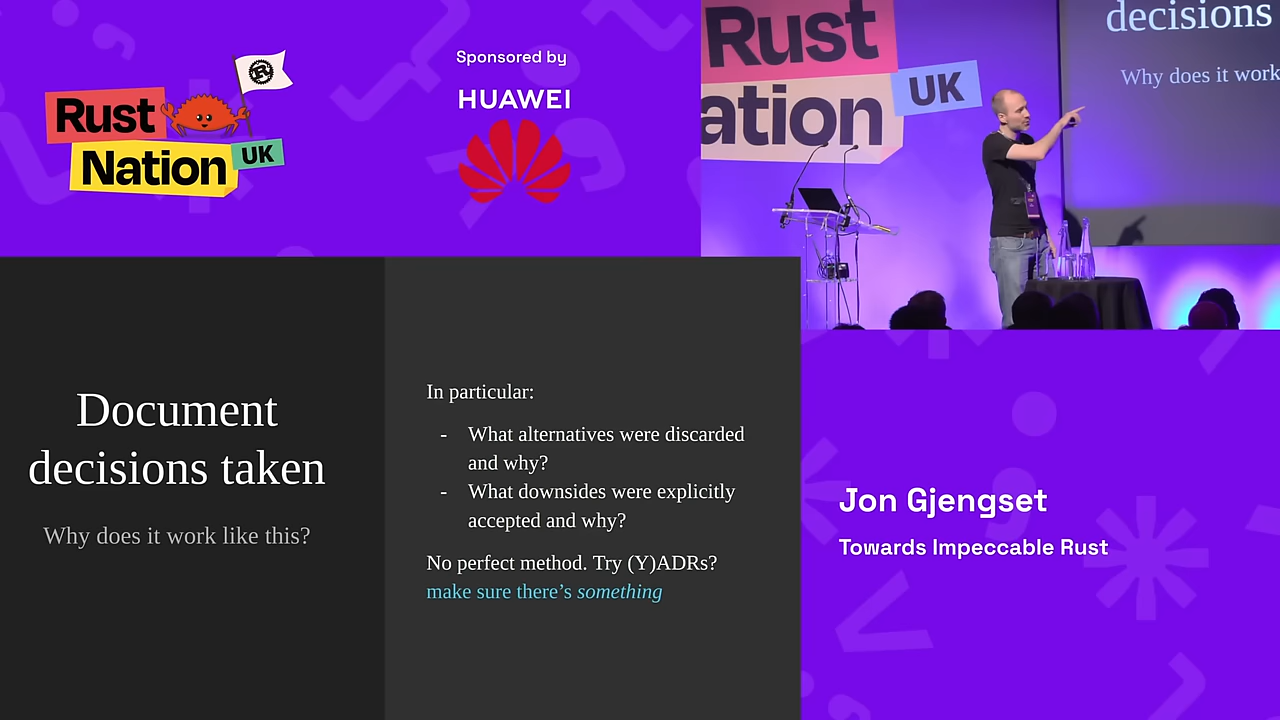 Rust
Nation
UK
Sponsored by
HUAWEI
Rust
ation
UK
decisions
Why does it work
Document
decisions taken
Why does it work like this?
In particular:
- What alternatives were discarded
and why?
- What downsides were explicitly
accepted and why?
No perfect method. Try (Y)ADRs?
make sure there’s something
Jon Gjengset
Towards Impeccable Rust